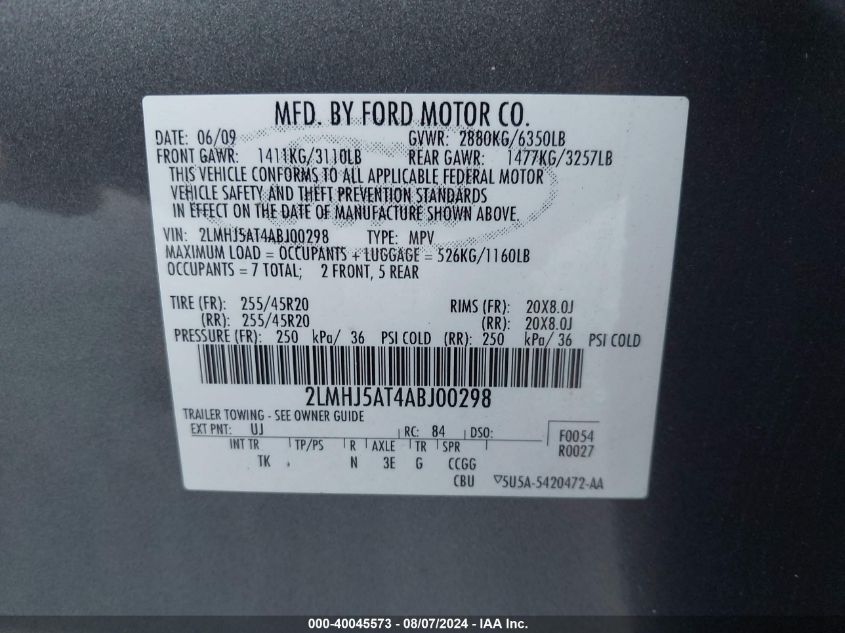 MFD. BY FORD MOTOR CO.
DATE: 06/09 GVWR: 2880KG/6350LB
FRONT GAWR: 1411KG/3110LB REAR GAWR: 1477KG/3257LB
THIS VEHICLE CONFORMS TO ALL APPLICABLE FEDERAL MOTOR
VEHICLE SAFETY AND THEFT PREVENTION STANDARDS
IN EFFECT ON THE DATE OF MANUFACTURE SHOWN ABOVE.
VIN: 2LMHJ5AT4ABJ00298 TYPE: MPV
MAXIMUM LOAD = OCCUPANTS + LUGGAGE = 526KG/1160LB
OCCUPANTS = 7 TOTAL; 2 FRONT, 5 REAR
TIRE (FR): 255/45R20 RIMS (FR): 20X8.0J
(RR): 255/45R20 (RR): 20X8.0J
PRESSURE (FR): 250 kPa/ 36 PSI COLD (RR): 250 kPa/ 36 PSI COLD
2LMHJ5AT4ABJ00298
TRAILER TOWING - SEE OWNER GUIDE
EXT PNT: UJ RC: 84 DSO: F0054
R0027
INT TR TP/PS R AXLE TR SPR
TK N 3E G CCGG
CBU 5U5A-5420472-AA
000-40045573 - 08/07/2024 - IAA Inc.